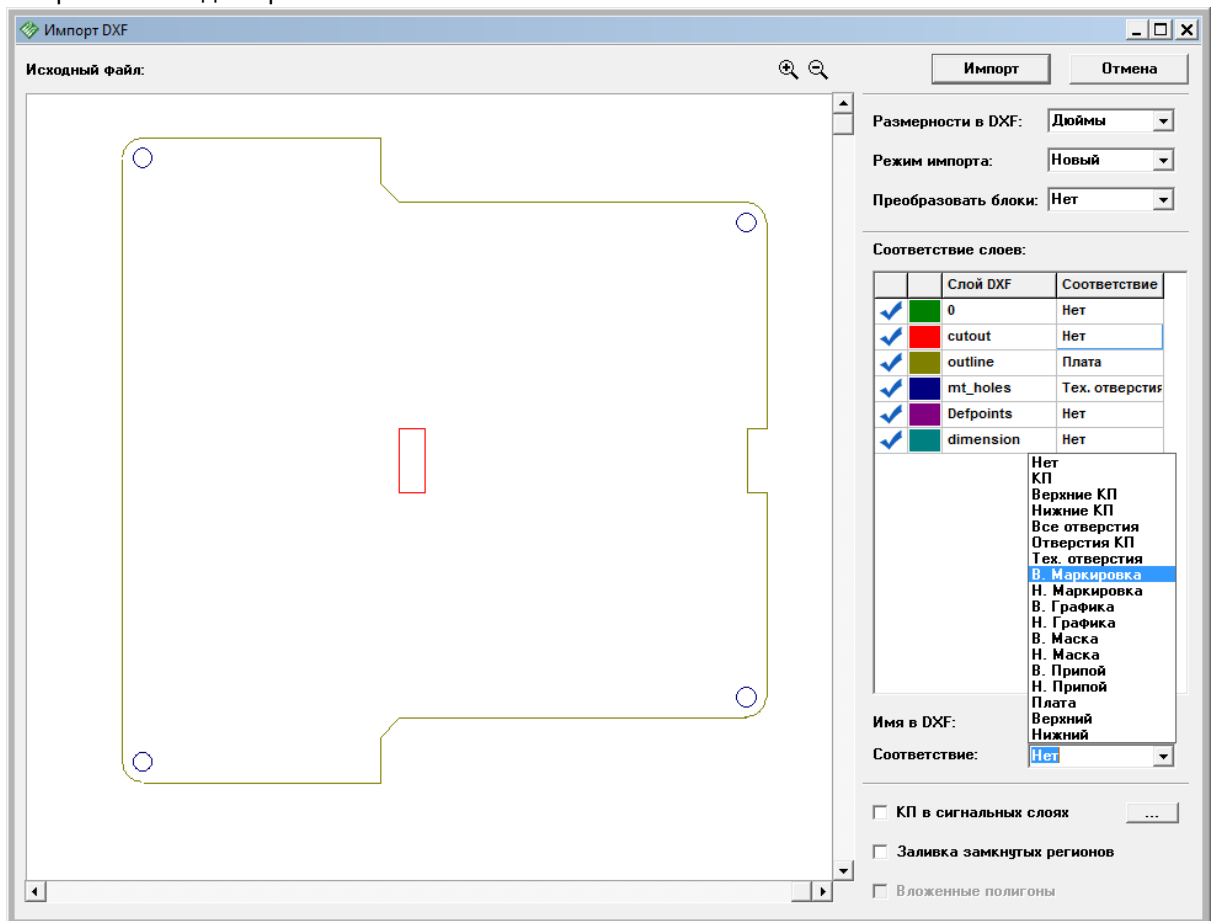 Импорт DXF
Исходный файл:
Импорт
Отмена
Размерности в DXF: Дюймы
Режим импорта: Новый
Преобразовать блоки: Нет
Соответствие слоев:
Слой DXF Соответствие
0 Нет
cutout Нет
outline Плата
mt_holes Тех. отверстия
Defpoints Нет
dimension Нет
Нет
КП
Верхние КП
Нижние КП
Все отверстия
Отверстия КП
Тех. отверстия
В. Маркировка
Н. Маркировка
В. Графика
Н. Графика
В. Маска
Н. Маска
В. Припой
Н. Припой
Плата
Верхний
Нижний
Имя в DXF:
Соответствие: Нет
КП в сигнальных слоях ...
Заливка замкнутых регионов
Вложенные полигоны